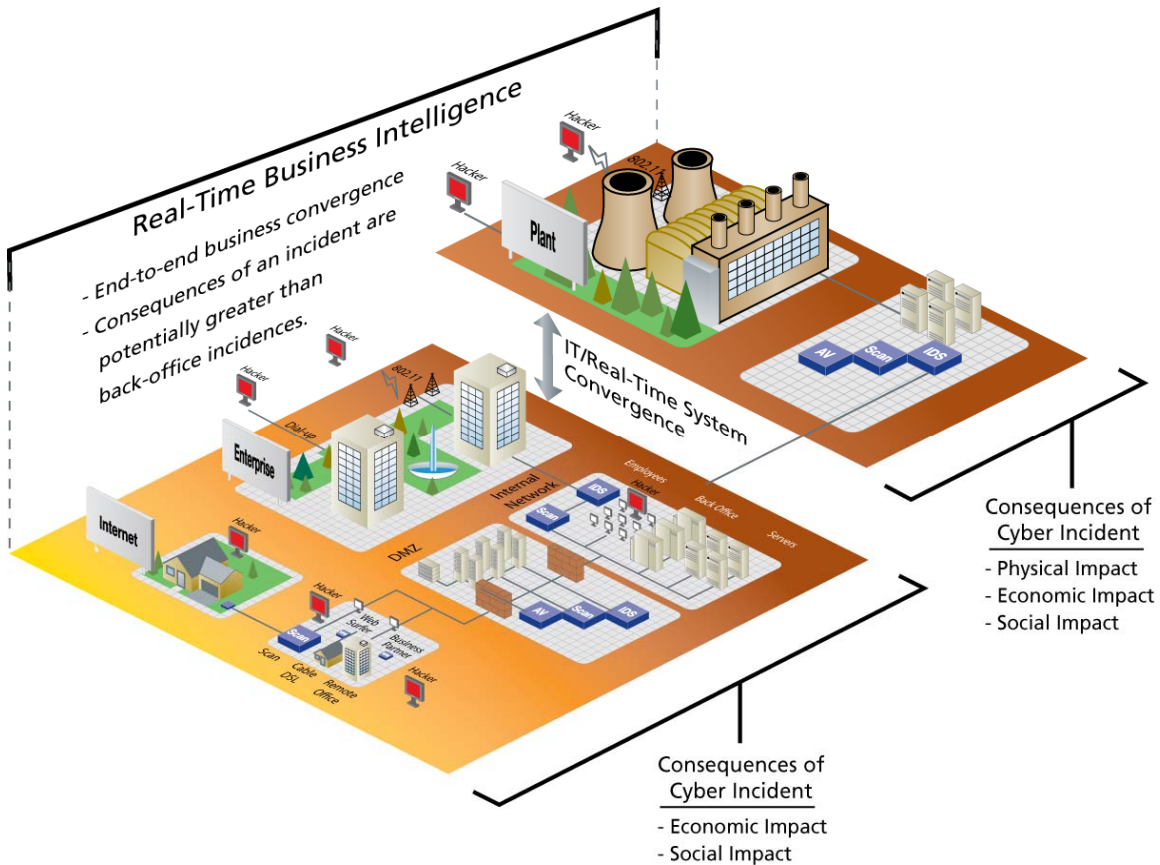 Real-Time Business Intelligence
- End-to-end business convergence
- Consequences of an incident are
potentially greater than
back-office incidences.
Hacker
Hacker
802.11
Plant
AV
Scan
IDS
IT/Real-Time System
Convergence
Hacker
Hacker
802.11
Dial-up
Enterprise
Internet
Hacker
Internal
Network
IDS
Scan
Employees
Hacker
Back Office
Servers
DMZ
AV
Scan
IDS
Hacker
Scan
Web
Surfer
Business
Partner
Scan
Cable
DSL
Remote
Office
Hacker
Consequences of
Cyber Incident
- Physical Impact
- Economic Impact
- Social Impact
Consequences of
Cyber Incident
- Economic Impact
- Social Impact